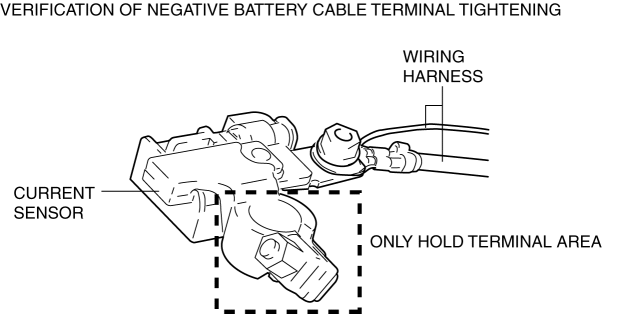 VERIFICATION OF NEGATIVE BATTERY CABLE TERMINAL TIGHTENING
WIRING
HARNESS
CURRENT
SENSOR
ONLY HOLD TERMINAL AREA